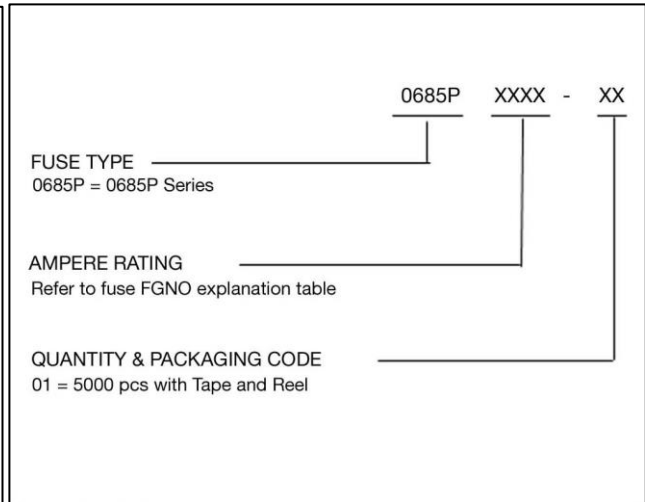 0685P XXXX - XX
FUSE TYPE
0685P = 0685P Series
AMPERE RATING
Refer to fuse FGNO explanation table
QUANTITY & PACKAGING CODE
01 = 5000 pcs with Tape and Reel